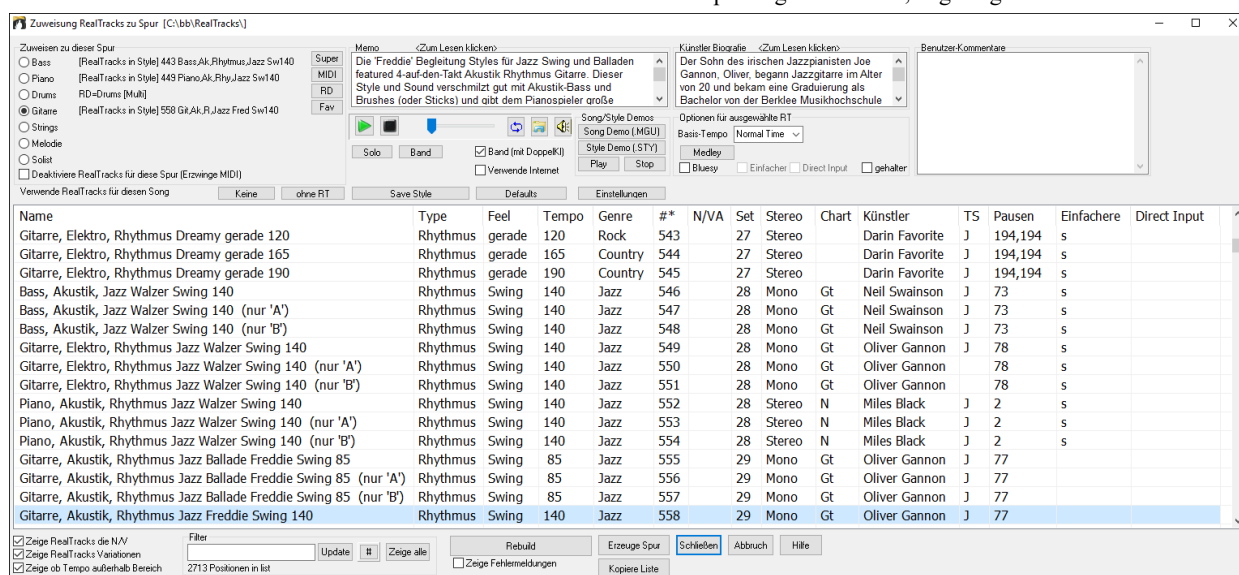 Zuweisung RealTracks zu Spur [C:\bb\RealTracks\]
Zuweisen zu dieser Spur
Bass [RealTracks in Style] 443 Bass,Ak,Rhytmus,Jazz Sw140 Super
Piano [RealTracks in Style] 449 Piano,Ak,Rhy,Jazz Sw140 MIDI
Drums RD=Drums [Multi] RD
Gitarre [RealTracks in Style] 558 Git,Ak,R,Jazz Fred Sw140 Fav
Strings
Melodie
Solist
Deaktiviere RealTracks für diese Spur (Erzwinge MIDI)
Verwende RealTracks für diesen Song Keine ohne RT
Memo <Zum Lesen klicken>
Die 'Freddie' Begleitung Styles für Jazz Swing und Balladen
featured 4-auf-den-Takt Akustik Rhythmus Gitarre. Dieser
Style und Sound verschmilzt gut mit Akustik-Bass und
Brushes (oder Sticks) und gibt dem Pianospieler große
Solo Band Band (mit DoppelKl)
Verwende Internet
Save Style Defaults Einstellungen
Song/Style Demos
Song Demo (.MGU)
Style Demo (.STY)
Play Stop
Künstler Biografie <Zum Lesen klicken>
Der Sohn des irischen Jazzpianisten Joe
Gannon, Oliver, begann Jazzgitarre im Alter
von 20 und bekam eine Graduierung als
Bachelor von der Berklee Musikhochschule
Optionen für ausgewählte RT
Basis-Tempo Normal Time
Medley
Bluesy Einfacher Direct Input gehalter
Benutzer-Kommentare
Name Type Feel Tempo Genre #* N/VA Set Stereo Chart Künstler TS Pausen Einfachere Direct Input
Gitarre, Elektro, Rhythmus Dreamy gerade 120 Rhythmus gerade 120 Rock 543 27 Stereo Darin Favorite J 194,194 s
Gitarre, Elektro, Rhythmus Dreamy gerade 165 Rhythmus gerade 165 Country 544 27 Stereo Darin Favorite J 194,194 s
Gitarre, Elektro, Rhythmus Dreamy gerade 190 Rhythmus gerade 190 Country 545 27 Stereo Darin Favorite J 194,194 s
Bass, Akustik, Jazz Walzer Swing 140 Rhythmus Swing 140 Jazz 546 28 Mono Gt Neil Swainson J 73 s
Bass, Akustik, Jazz Walzer Swing 140 (nur 'A') Rhythmus Swing 140 Jazz 547 28 Mono Gt Neil Swainson J 73 s
Bass, Akustik, Jazz Walzer Swing 140 (nur 'B') Rhythmus Swing 140 Jazz 548 28 Mono Gt Neil Swainson J 73 s
Gitarre, Elektro, Rhythmus Jazz Walzer Swing 140 Rhythmus Swing 140 Jazz 549 28 Mono Gt Oliver Gannon J 78 s
Gitarre, Elektro, Rhythmus Jazz Walzer Swing 140 (nur 'A') Rhythmus Swing 140 Jazz 550 28 Mono Gt Oliver Gannon 78 s
Gitarre, Elektro, Rhythmus Jazz Walzer Swing 140 (nur 'B') Rhythmus Swing 140 Jazz 551 28 Mono Gt Oliver Gannon 78 s
Piano, Akustik, Rhythmus Jazz Walzer Swing 140 Rhythmus Swing 140 Jazz 552 28 Stereo N Miles Black J 2 s
Piano, Akustik, Rhythmus Jazz Walzer Swing 140 (nur 'A') Rhythmus Swing 140 Jazz 553 28 Stereo N Miles Black J 2 s
Piano, Akustik, Rhythmus Jazz Walzer Swing 140 (nur 'B') Rhythmus Swing 140 Jazz 554 28 Stereo N Miles Black J 2 s
Gitarre, Akustik, Rhythmus Jazz Ballade Freddie Swing 85 Rhythmus Swing 85 Jazz 555 29 Mono Gt Oliver Gannon J 77
Gitarre, Akustik, Rhythmus Jazz Ballade Freddie Swing 85 (nur 'A') Rhythmus Swing 85 Jazz 556 29 Mono Gt Oliver Gannon J 77
Gitarre, Akustik, Rhythmus Jazz Ballade Freddie Swing 85 (nur 'B') Rhythmus Swing 85 Jazz 557 29 Mono Gt Oliver Gannon J 77
Gitarre, Akustik, Rhythmus Jazz Freddie Swing 140 Rhythmus Swing 140 Jazz 558 29 Mono Gt Oliver Gannon J 77
Zeige RealTracks die N/V
Zeige RealTracks Variationen
Zeige ob Tempo außerhalb Bereich
Filter
Update # Zeige alle
2713 Positionen in list
Rebuild Erzeuge Spur Schließen Abbruch Hilfe
Zeige Fehlermeldungen Kopiere Liste